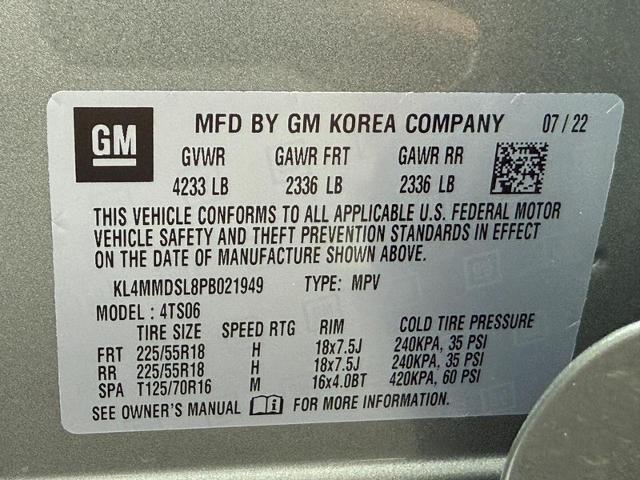 GM MFD BY GM KOREA COMPANY 07 / 22
GVWR GAWR FRT GAWR RR
4233 LB 2336 LB 2336 LB
THIS VEHICLE CONFORMS TO ALL APPLICABLE U.S. FEDERAL MOTOR
VEHICLE SAFETY AND THEFT PREVENTION STANDARDS IN EFFECT
ON THE DATE OF MANUFACTURE SHOWN ABOVE.
KL4MMDSL8PB021949 TYPE: MPV
MODEL : 4TS06
TIRE SIZE SPEED RTG RIM COLD TIRE PRESSURE
FRT 225/55R18 H 18x7.5J 240KPA, 35 PSI
RR 225/55R18 H 18x7.5J 240KPA, 35 PSI
SPA T125/70R16 M 16x4.0BT 420KPA, 60 PSI
SEE OWNER'S MANUAL FOR MORE INFORMATION.